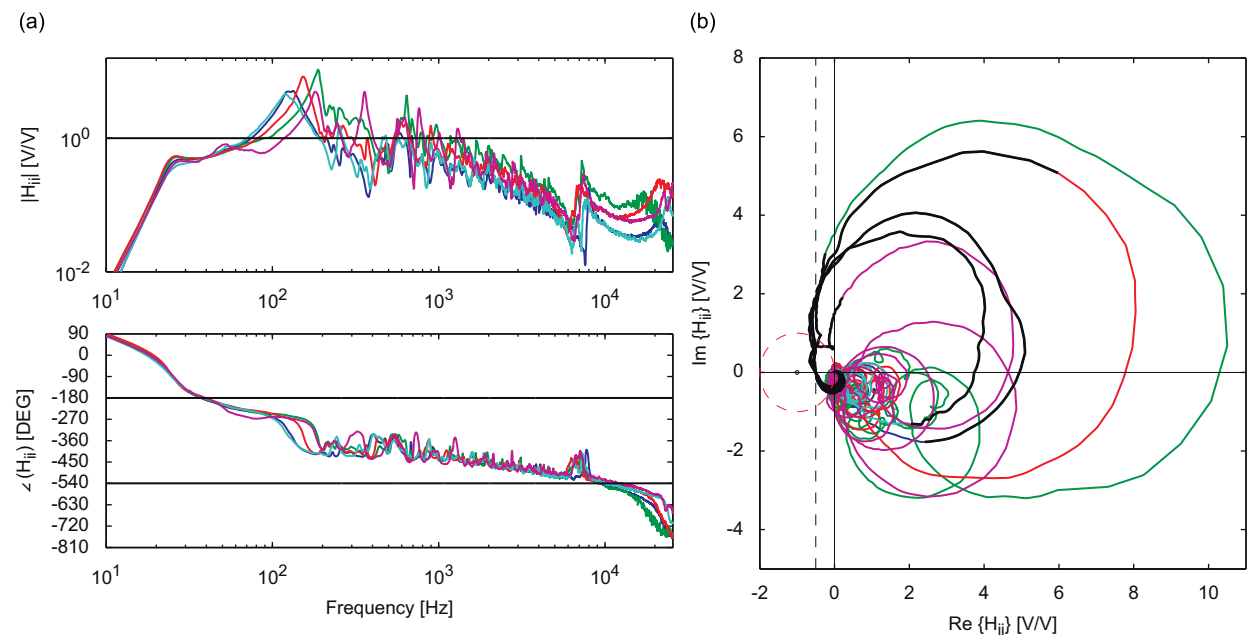 (a)
(b)
|H_ii| [V/V]
10^0
10^-2
10^1 10^2 10^3 10^4
∠(H_ii) [DEG]
90
0
-90
-180
-270
-360
-450
-540
-630
-720
-810
10^1 10^2 10^3 10^4
Frequency [Hz]
Im {H_ii} [V/V]
8
6
4
2
0
-2
-4
-2 0 2 4 6 8 10
Re {H_ii} [V/V]